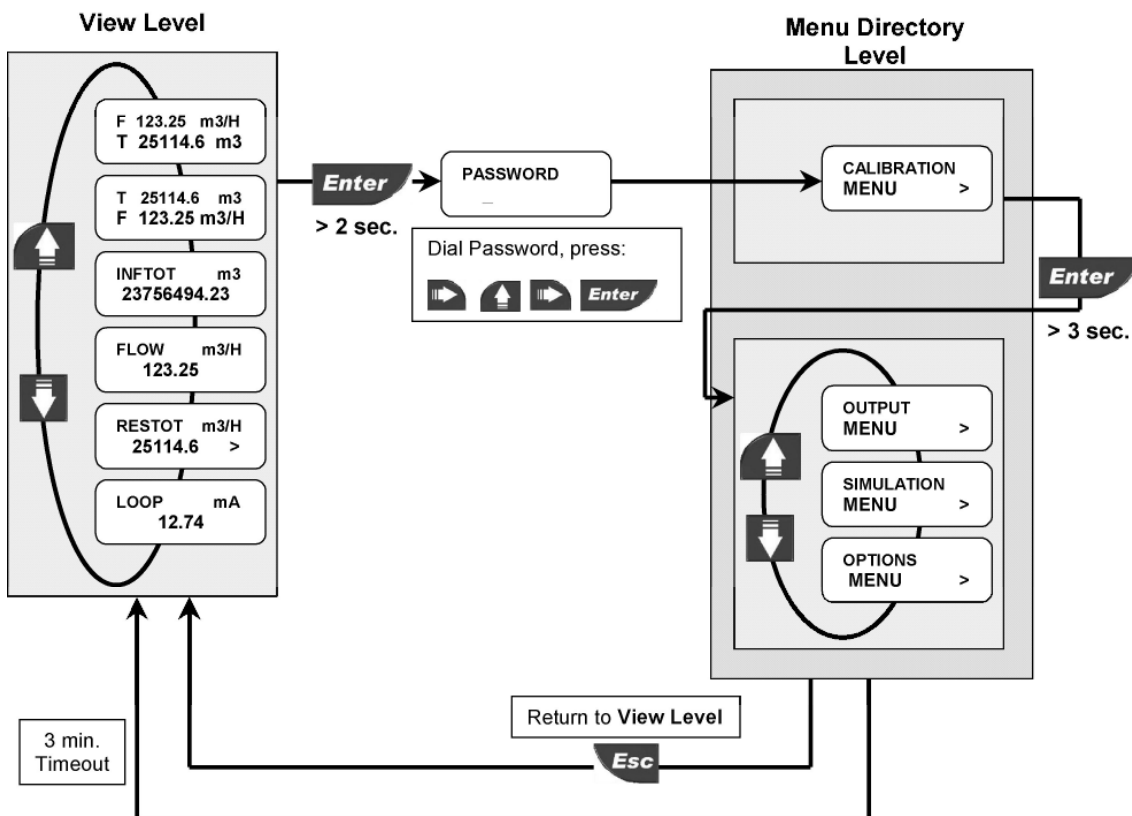 View Level
F 123.25 m3/H
T 25114.6 m3
T 25114.6 m3
F 123.25 m3/H
INFTOT m3
23756494.23
FLOW m3/H
123.25
RESTOT m3/H
25114.6 >
LOOP mA
12.74
Enter
> 2 sec.
PASSWORD
_
Dial Password, press:
Enter
Menu Directory
Level
CALIBRATION
MENU >
Enter
> 3 sec.
OUTPUT
MENU >
SIMULATION
MENU >
OPTIONS
MENU >
Return to View Level
Esc
3 min.
Timeout